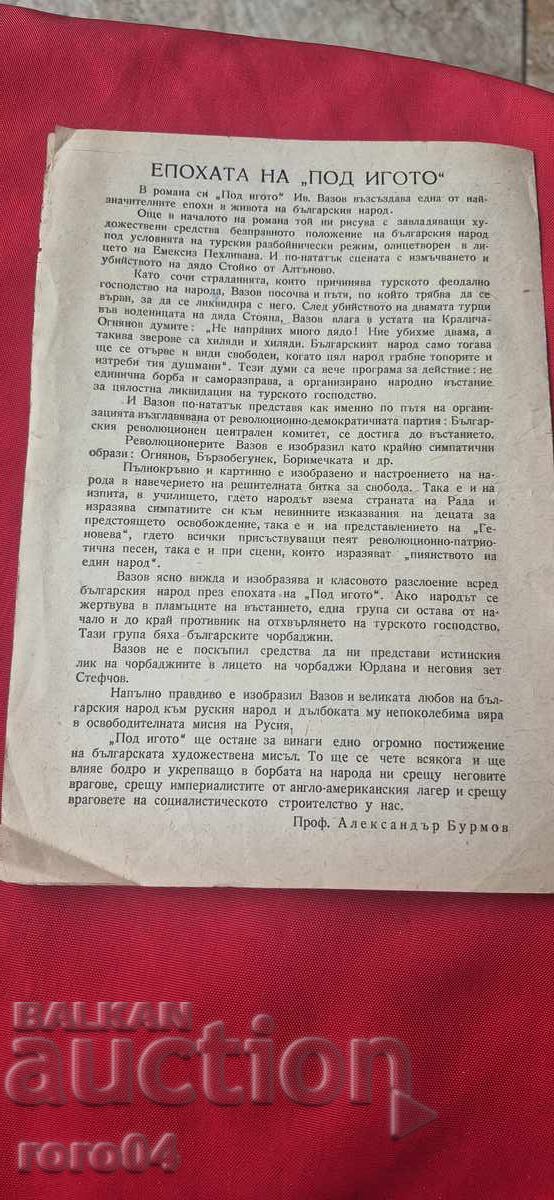 ЕПОХАТА НА „ПОД ИГОТО“
В романа си „Под игото“ Ив. Вазов възсъздава една от най-
значителните епохи в живота на българския народ.
Още в началото на романа той ни рисува с завладяващи ху-
дожествени средства безправното положение на българския народ
под условията на турския разбойнически режим, олицетворен в ли-
цето на Емексиз Пехливана. И по-нататък сцената с измъчването и
убийството на дядо Стойко от Алтъново.
Като сочи страданията, които причинява турското феодално
господство на народа, Вазов посочва и пътя, по който трябва да се
върви, за да се ликвидира с него. След убийството на двамата турци
във воденицата на дяда Стояна, Вазов влага в устата на Краличa-
Огнянов думите: „Не направих много дядо! Ние убихме двама, а
такива зверове са хиляди и хиляди. Българският народ само тогава
ще се отърве и види свободен, когато цял народ грабне топорите и
изтреби тия душмани“. Тези думи са вече програма за действие: не
единична борба и саморазправа, а организирано народно въстание
за цялостна ликвидация на турското господство.
И Вазов по-нататък представя как именно по пътя на органи-
зацията възглавявана от революционно-демократичната партия: Българ-
ския революционен централен комитет, се достига до въстанието.
Революционерите Вазов е изобразил като крайно симпатични
образи: Огнянов, Бързобегунек, Боримечката и др.
Пълнокръвно и картинно е изобразено и настроението на на-
рода в навечерието на решителната битка за свобода. Така е и на
изпита, в училището, гдето народът взема страната на Рада и
изразява симпатиите си към невинните изказвания на децата за
предстоящето освобождение, така е и на представлението на „Ге-
новева“, гдето всички присъствуващи пеят революционно-патрио-
тична песен, така е и при сцени, които изразяват „пиянството на
един народ“.
Вазов ясно вижда и изобразява и класовото разслоение всред
българския народ през епохата на „Под игото“. Ако народът се
жертвува в пламъците на въстанието, една група си остава от на-
чало и до край противник на отхвърлянето на турското господство.
Тази група бяха българските чорбаджии.
Вазов не е поскъпил средства да ни представи истинския
лик на чорбаджиите в лицето на чорбаджи Юрдана и неговия зет
Стефчов.
Напълно правдиво е изобразил Вазов и великата любов на бъл-
гарския народ към руския народ и дълбоката му непоколебима вяра
в освободителната мисия на Русия,
„Под игото“ ще остане за винаги едно огромно постижение
на българската художествена мисъл. То ще се чете всякога и ще
влияе бодро и укрепващо в борбата на народа ни срещу неговите
врагове, срещу империалистите от англо-американския лагер и срещу
враговете на социалистическото строителство у нас.
Проф. Александър Бурмов
BALKAN
auction
roro04